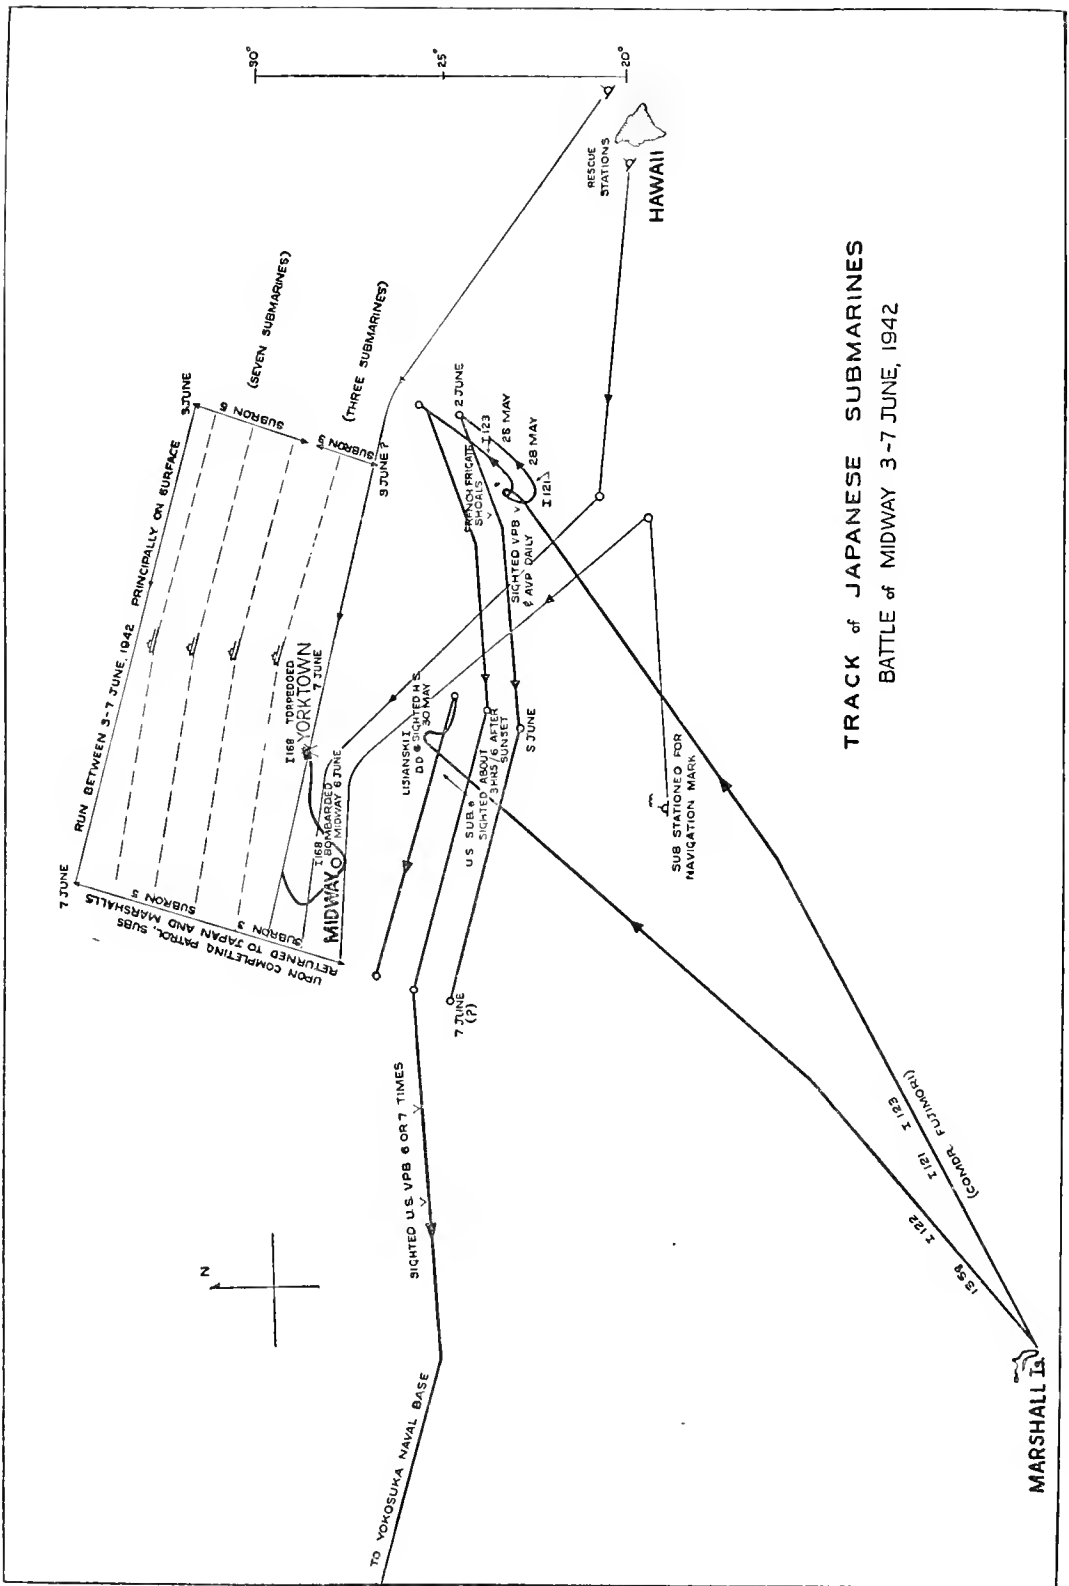 TRACK of JAPANESE SUBMARINES
BATTLE of MIDWAY 3-7 JUNE, 1942
30°
25°
20°
N
7 JUNE
RUN BETWEEN 3-7 JUNE, 1942 PRINCIPALLY ON SURFACE
3 JUNE
SUBRON 5
(SEVEN SUBMARINES)
(THREE SUBMARINES)
3 JUNE ?
SUBRON 5
SUBRON 3
UPON COMPLETING PATROL, SUBS
RETURNED TO JAPAN AND MARSHALLS
I168 TORPEDOED
YORKTOWN
7 JUNE
I168
BOMBARDED
MIDWAY 6 JUNE
MIDWAY
LISIANSKI I
DD & SIGHTED H.S.
30 MAY
U S SUB &
SIGHTED ABOUT
3 HRS/6 AFTER
SUNSET
5 JUNE
7 JUNE
(?)
FRENCH FRIGATE
SHOALS
2 JUNE
I 123
26 MAY
28 MAY
I 121
SIGHTED VPB
& AVP DAILY
RESCUE
STATIONS
HAWAII
SUB STATIONED FOR
NAVIGATION MARK
SIGHTED U.S. VPB 6 OR 7 TIMES
TO YOKOSUKA NAVAL BASE
I 121 I 123
(COMDR. FUJIMORI)
I 122
MARSHALL Is.